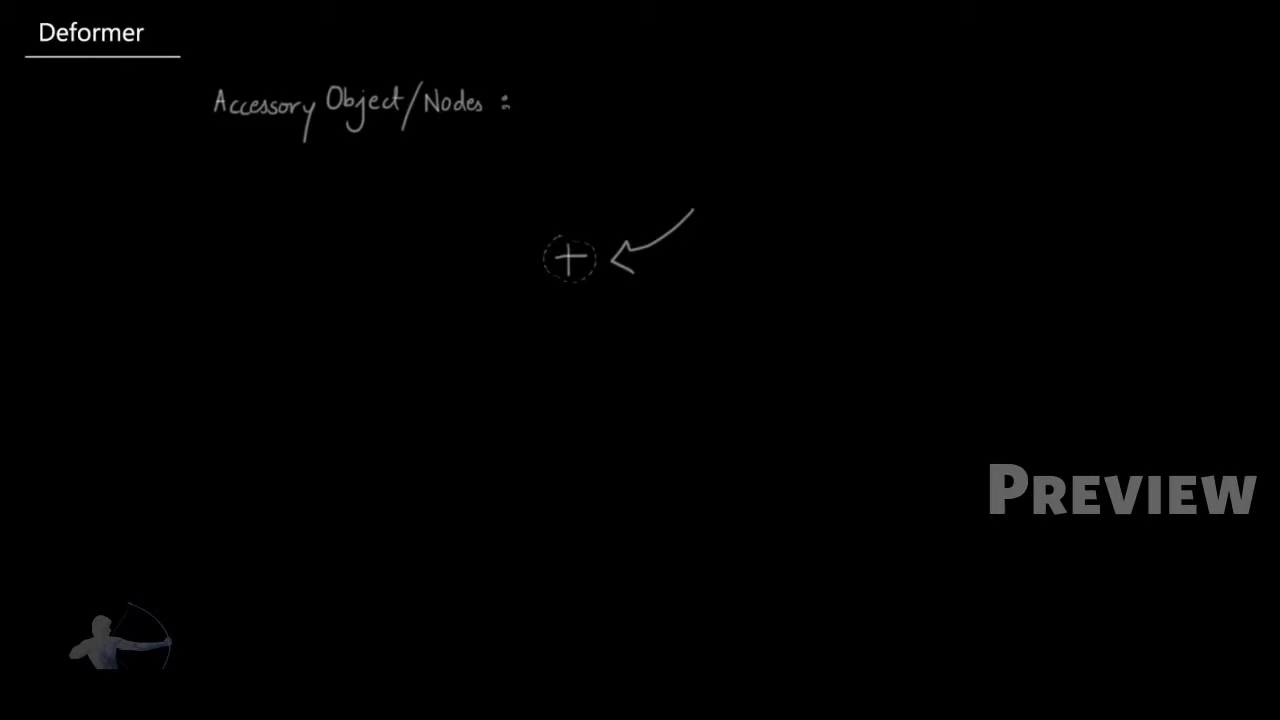 Deformer
Accessory Object/Nodes :
+
PREVIEW